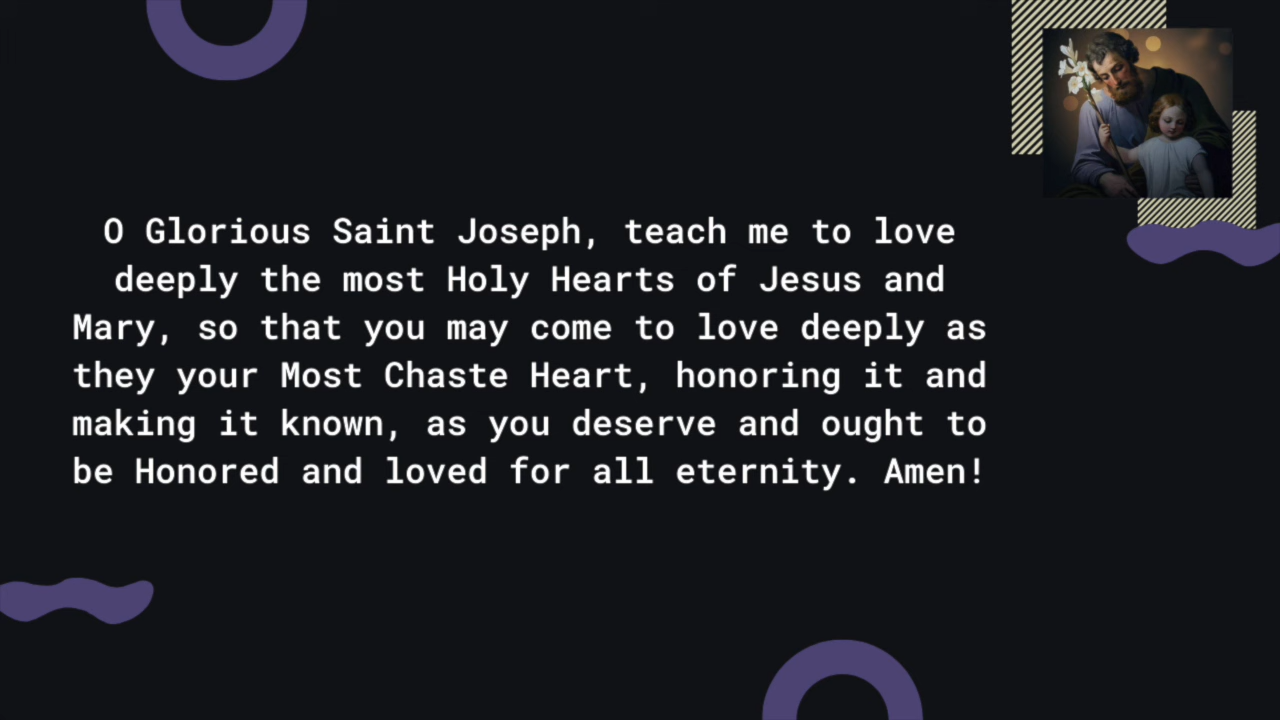 O Glorious Saint Joseph, teach me to love
deeply the most Holy Hearts of Jesus and
Mary, so that you may come to love deeply as
they your Most Chaste Heart, honoring it and
making it known, as you deserve and ought to
be Honored and loved for all eternity. Amen!